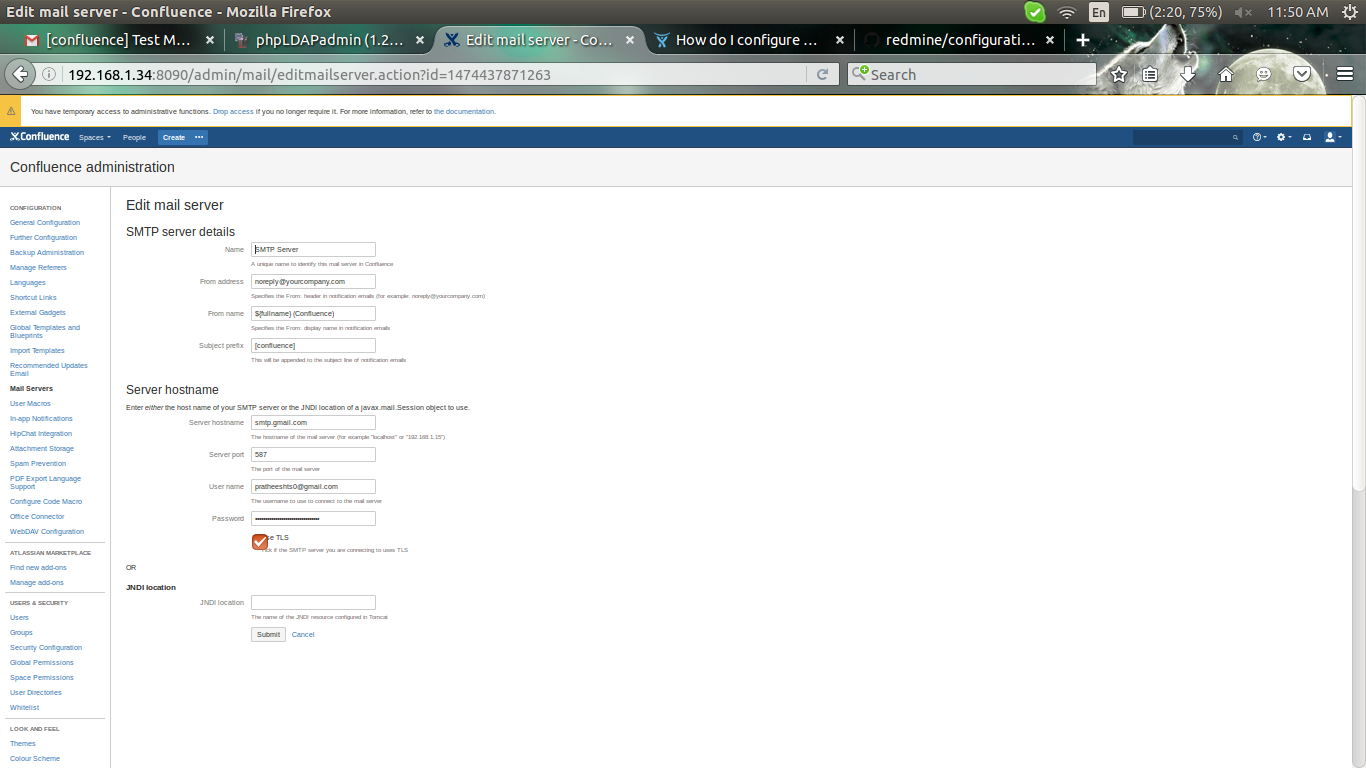 Edit mail server - Confluence - Mozilla Firefox
En (2:20, 75%) 11:50 AM
[confluence] Test M... × phpLDAPadmin (1.2... × Edit mail server - Co... × How do I configure ... × redmine/configurati... ×
192.168.1.34:8090/admin/mail/editmailserver.action?id=1474437871263 Search
You have temporary access to administrative functions. Drop access if you no longer require it. For more information, refer to the documentation.
Confluence Spaces People Create ...
Confluence administration
CONFIGURATION
General Configuration
Further Configuration
Backup Administration
Manage Referrers
Languages
Shortcut Links
External Gadgets
Global Templates and
Blueprints
Import Templates
Recommended Updates
Email
Mail Servers
User Macros
In-app Notifications
HipChat Integration
Attachment Storage
Spam Prevention
PDF Export Language
Support
Configure Code Macro
Office Connector
WebDAV Configuration
ATLASSIAN MARKETPLACE
Find new add-ons
Manage add-ons
USERS & SECURITY
Users
Groups
Security Configuration
Global Permissions
Space Permissions
User Directories
Whitelist
LOOK AND FEEL
Themes
Colour Scheme
Edit mail server
SMTP server details
Name SMTP Server
A unique name to identify this mail server in Confluence
From address noreply@yourcompany.com
Specifies the From: header in notification emails (for example: noreply@yourcompany.com)
From name ${fullname} (Confluence)
Specifies the From: display name in notification emails
Subject prefix [confluence]
This will be appended to the subject line of notification emails
Server hostname
Enter either the host name of your SMTP server or the JNDI location of a javax.mail.Session object to use.
Server hostname smtp.gmail.com
The hostname of the mail server (for example "localhost" or "192.168.1.15")
Server port 587
The port of the mail server
User name pratheeshts0@gmail.com
The username to use to connect to the mail server
Password
TLS
if the SMTP server you are connecting to uses TLS
OR
JNDI location
JNDI location
The name of the JNDI resource configured in Tomcat
Submit Cancel